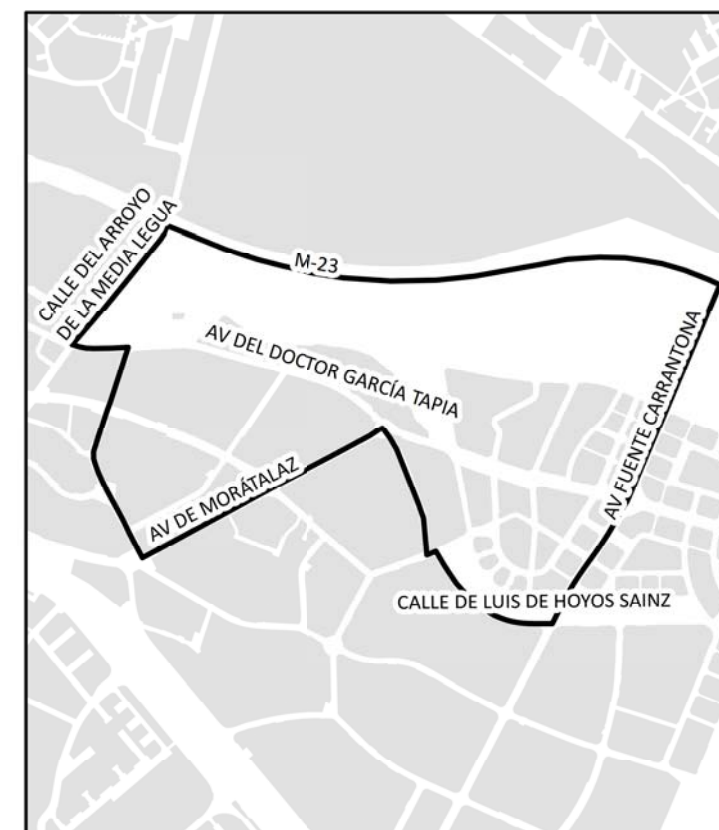 CALLE DEL ARROYO
DE LA MEDIA LEGUA
M-23
AV DEL DOCTOR GARCÍA TAPIA
AV FUENTE CARRANTONA
AV DE MORÁTALAZ
CALLE DE LUIS DE HOYOS SAINZ